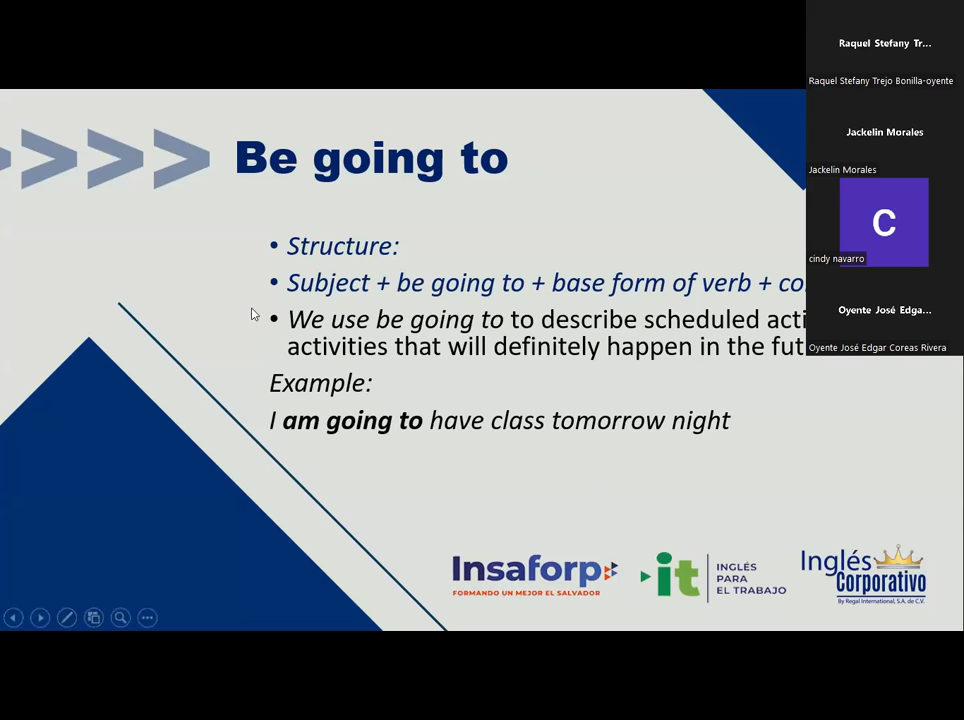 Be going to
• Structure:
• Subject + be going to + base form of verb + co
• We use be going to to describe scheduled acti
activities that will definitely happen in the fut
Example:
I am going to have class tomorrow night
Insaforp
FORMANDO UN MEJOR EL SALVADOR
it
INGLÉS
PARA
EL TRABAJO
Inglés
Corporativo
By Regal International, S.A. de C.V.
Raquel Stefany Tr...
Raquel Stefany Trejo Bonilla-oyente
Jackelin Morales
Jackelin Morales
C
cindy navarro
Oyente José Edga...
Oyente José Edgar Coreas Rivera